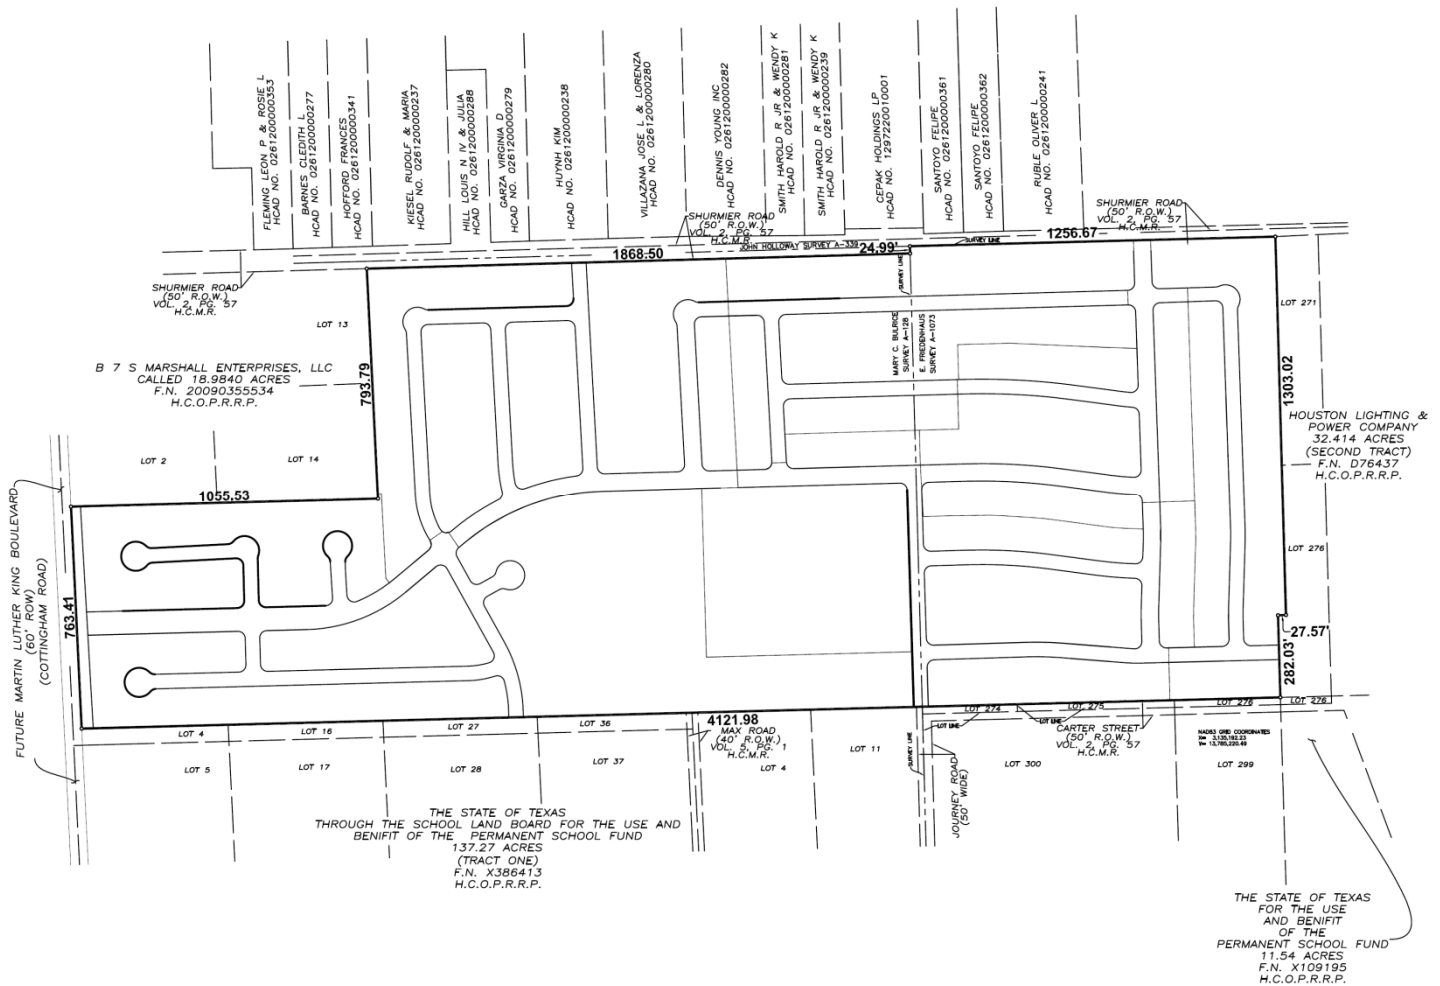 FLEMING LEON P & ROSIE L
HCAD NO. 0261200000353
BARNES CLEDITH L
HCAD NO. 0261200000277
HOFFORD FRANCES
HCAD NO. 0261200000341
KIESEL RUDOLF & MARIA
HCAD NO. 0261200000237
HILL LOUIS N IV & JULIA
HCAD NO. 0261200000288
GARZA VIRGINIA D
HCAD NO. 0261200000279
HUYNH KIM
HCAD NO. 0261200000238
VILLAZANA JOSE L & LORENZA
HCAD NO. 0261200000280
DENNIS YOUNG INC
HCAD NO. 0261200000282
SMITH HAROLD R JR & WENDY K
HCAD NO. 0261200000281
SMITH HAROLD R JR & WENDY K
HCAD NO. 0261200000239
CEPAK HOLDINGS LP
HCAD NO. 1297220010001
SANTOYO FELIPE
HCAD NO. 0261200000361
SANTOYO FELIPE
HCAD NO. 0261200000362
RUBLE OLIVER L
HCAD NO. 0261200000241
SHURMIER ROAD
(50' R.O.W.)
VOL. 2, PG. 57
H.C.M.R.
SHURMIER ROAD
(50' R.O.W.)
VOL. 2, PG. 57
H.C.M.R.
SHURMIER ROAD
(50' R.O.W.)
VOL. 2, PG. 57
H.C.M.R.
JOHN HOLLOWAY SURVEY A-339
1868.50
24.99'
SURVEY LINE
1256.67
SURVEY LINE
LOT 13
LOT 271
MARY C. BULRICE
SURVEY A-128
E. FRIEDENHAUS
SURVEY A-1073
B 7 S MARSHALL ENTERPRISES, LLC
CALLED 18.9840 ACRES
F.N. 20090355534
H.C.O.P.R.R.P.
793.79
1303.02
HOUSTON LIGHTING &
POWER COMPANY
32.414 ACRES
(SECOND TRACT)
F.N. D76437
H.C.O.P.R.R.P.
LOT 2
LOT 14
1055.53
FUTURE MARTIN LUTHER KING BOULEVARD
(60' ROW)
(COTTINGHAM ROAD)
763.41
LOT 276
27.57'
282.03'
LOT 4
LOT 16
LOT 27
LOT 36
4121.98
MAX ROAD
(40' R.O.W.)
VOL. 5, PG. 1
H.C.M.R.
LOT 274
LOT 275
LOT 276
LOT 276
LOT LINE
LOT LINE
CARTER STREET
(50' R.O.W.)
VOL. 2, PG. 57
H.C.M.R.
NAD83 GRID COORDINATES
LOT 5
LOT 17
LOT 28
LOT 37
LOT 4
LOT 11
SURVEY LINE
JOURNEY ROAD
(50' WIDE)
LOT 300
LOT 299
THE STATE OF TEXAS
THROUGH THE SCHOOL LAND BOARD FOR THE USE AND
BENIFIT OF THE PERMANENT SCHOOL FUND
137.27 ACRES
(TRACT ONE)
F.N. X386413
H.C.O.P.R.R.P.
THE STATE OF TEXAS
FOR THE USE
AND BENIFIT
OF THE
PERMANENT SCHOOL FUND
11.54 ACRES
F.N. X109195
H.C.O.P.R.R.P.